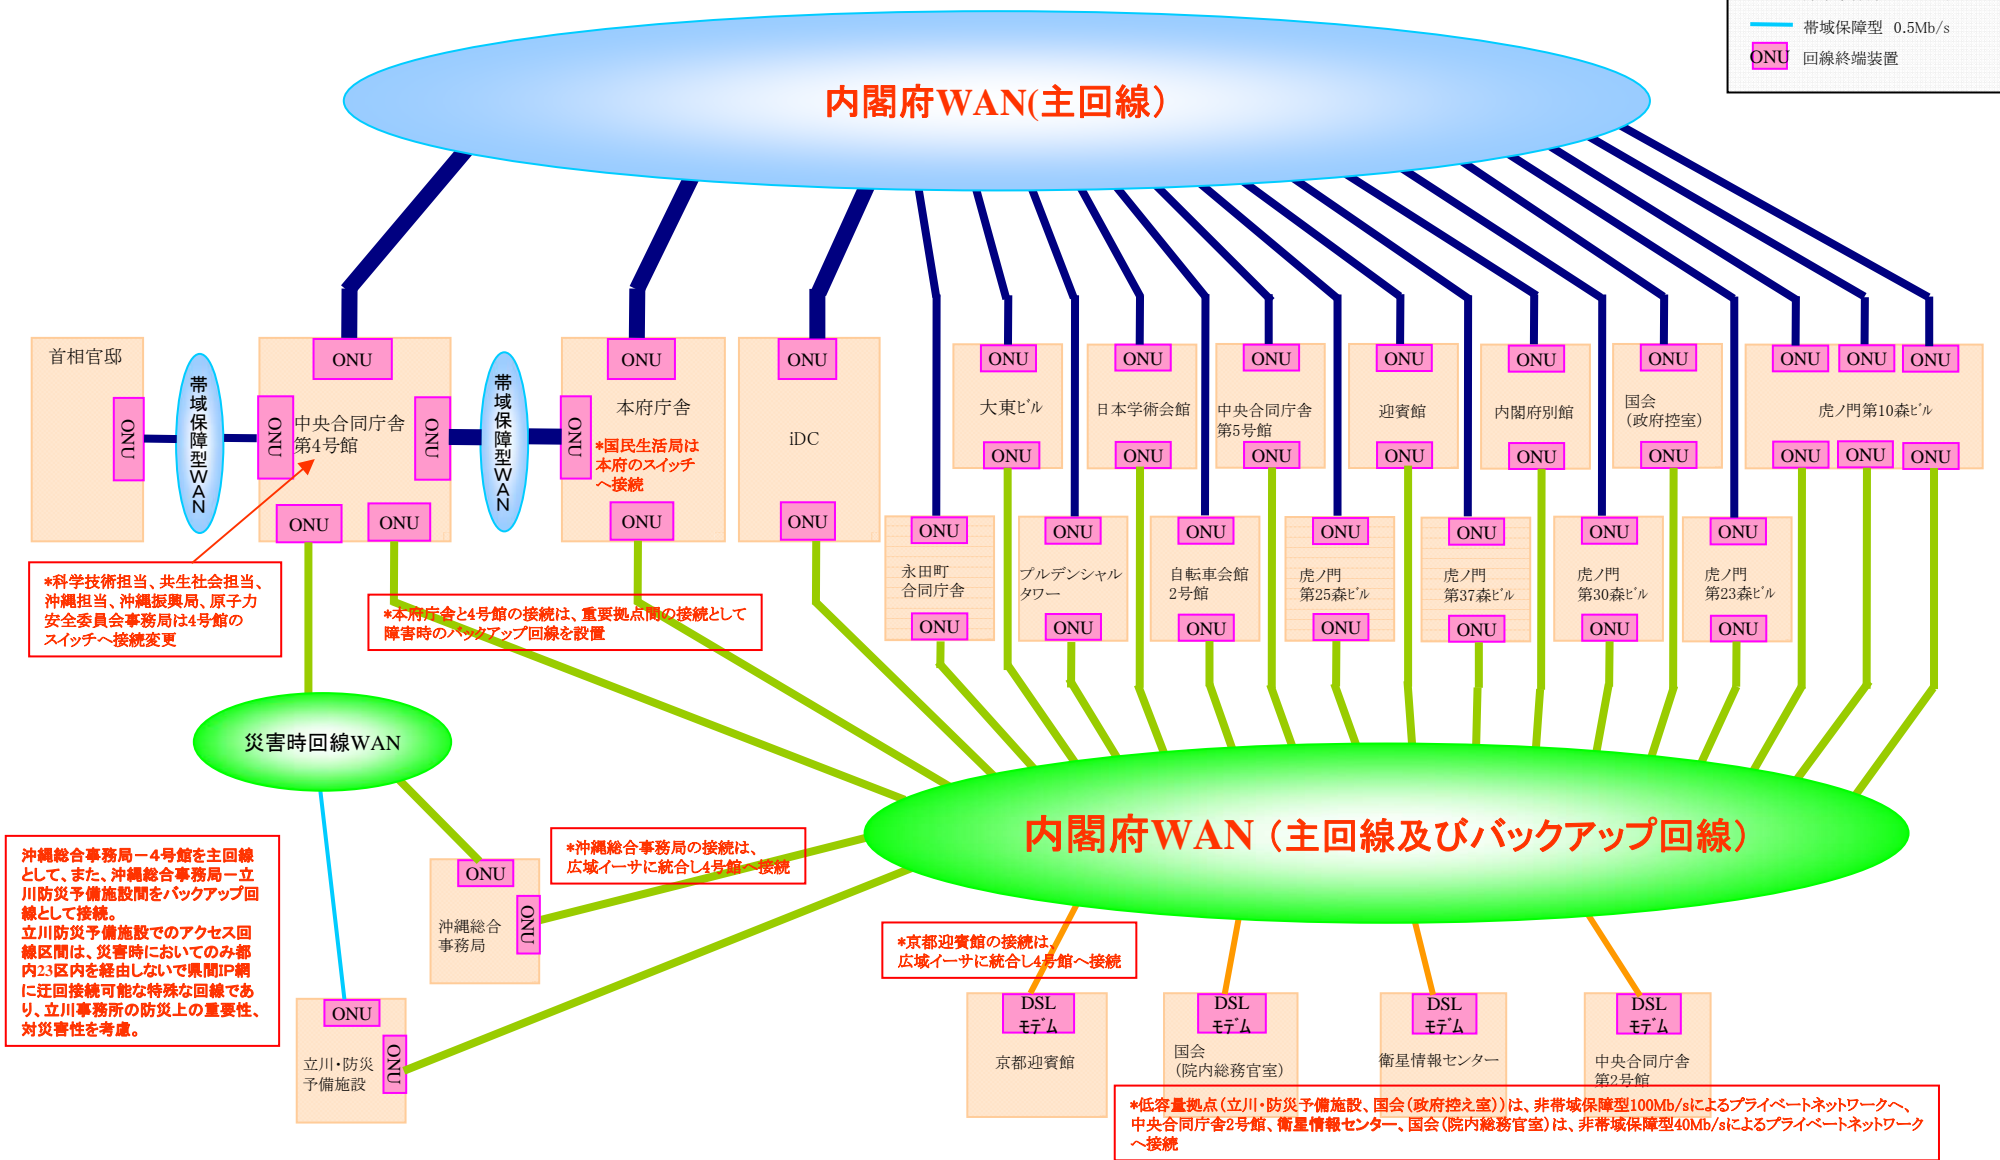 帯域保障型 0.5Mb/s
ONU 回線終端装置
内閣府WAN(主回線)
首相官邸
ONU
帯域保障型WAN
ONU
ONU
中央合同庁舎
第4号館
ONU
ONU
ONU
帯域保障型WAN
ONU
ONU
本府庁舎
*国民生活局は
本府のスイッチ
へ接続
ONU
ONU
iDC
ONU
ONU
大東ビル
ONU
ONU
日本学術会館
ONU
ONU
中央合同庁舎
第5号館
ONU
ONU
迎賓館
ONU
ONU
内閣府別館
ONU
ONU
国会
(政府控室)
ONU
ONU
ONU
ONU
虎ノ門第10森ビル
ONU
ONU
ONU
ONU
永田町
合同庁舎
ONU
ONU
プルデンシャル
タワー
ONU
ONU
自転車会館
2号館
ONU
ONU
虎ノ門
第25森ビル
ONU
ONU
虎ノ門
第37森ビル
ONU
ONU
虎ノ門
第30森ビル
ONU
ONU
虎ノ門
第23森ビル
ONU
*科学技術担当、共生社会担当、
沖縄担当、沖縄振興局、原子力
安全委員会事務局は4号館の
スイッチへ接続変更
*本府庁舎と4号館の接続は、重要拠点間の接続として
障害時のバックアップ回線を設置
災害時回線WAN
内閣府WAN（主回線及びバックアップ回線）
沖縄総合事務局－4号館を主回線
として、また、沖縄総合事務局－立
川防災予備施設間をバックアップ回
線として接続。
立川防災予備施設でのアクセス回
線区間は、災害時においてのみ都
内23区内を経由しないで県間IP網
に迂回接続可能な特殊な回線であ
り、立川事務所の防災上の重要性、
対災害性を考慮。
*沖縄総合事務局の接続は、
広域イーサに統合し4号館へ接続
ONU
沖縄総合
事務局
ONU
ONU
立川・防災
予備施設
ONU
*京都迎賓館の接続は、
広域イーサに統合し4号館へ接続
DSL
モデム
京都迎賓館
DSL
モデム
国会
(院内総務官室)
DSL
モデム
衛星情報センター
DSL
モデム
中央合同庁舎
第2号館
*低容量拠点(立川・防災予備施設、国会(政府控え室))は、非帯域保障型100Mb/sによるプライベートネットワークへ、
中央合同庁舎2号館、衛星情報センター、国会(院内総務官室)は、非帯域保障型40Mb/sによるプライベートネットワーク
へ接続